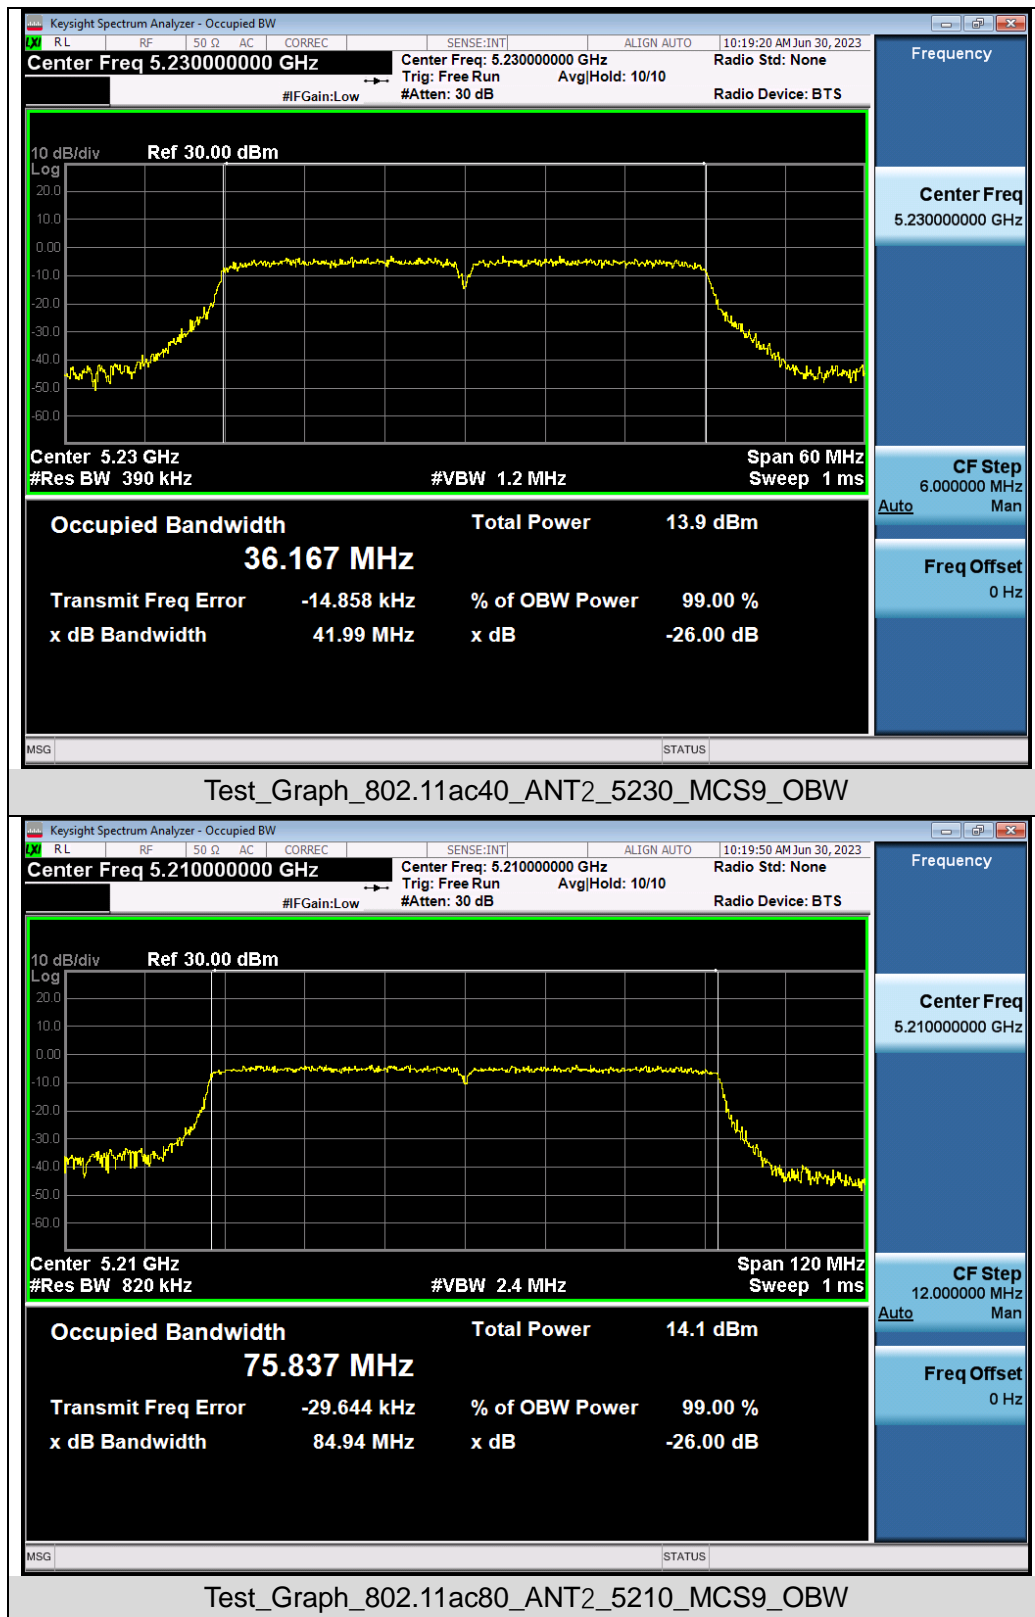 Keysight Spectrum Analyzer - Occupied BW
LXI RL RF 50 Ω AC CORREC SENSE:INT ALIGN AUTO 10:19:20 AM Jun 30, 2023
Center Freq 5.230000000 GHz Center Freq: 5.230000000 GHz Radio Std: None
Trig: Free Run Avg|Hold: 10/10
#IFGain:Low #Atten: 30 dB Radio Device: BTS
Frequency
10 dB/div Ref 30.00 dBm
Log
20.0
10.0
0.00
-10.0
-20.0
-30.0
-40.0
-50.0
-60.0
Center 5.23 GHz Span 60 MHz
#Res BW 390 kHz #VBW 1.2 MHz Sweep 1 ms
Center Freq
5.230000000 GHz
CF Step
6.000000 MHz
Auto Man
Freq Offset
0 Hz
Occupied Bandwidth Total Power 13.9 dBm
36.167 MHz
Transmit Freq Error -14.858 kHz % of OBW Power 99.00 %
x dB Bandwidth 41.99 MHz x dB -26.00 dB
MSG STATUS
Test_Graph_802.11ac40_ANT2_5230_MCS9_OBW
Keysight Spectrum Analyzer - Occupied BW
LXI RL RF 50 Ω AC CORREC SENSE:INT ALIGN AUTO 10:19:50 AM Jun 30, 2023
Center Freq 5.210000000 GHz Center Freq: 5.210000000 GHz Radio Std: None
Trig: Free Run Avg|Hold: 10/10
#IFGain:Low #Atten: 30 dB Radio Device: BTS
Frequency
10 dB/div Ref 30.00 dBm
Log
20.0
10.0
0.00
-10.0
-20.0
-30.0
-40.0
-50.0
-60.0
Center 5.21 GHz Span 120 MHz
#Res BW 820 kHz #VBW 2.4 MHz Sweep 1 ms
Center Freq
5.210000000 GHz
CF Step
12.000000 MHz
Auto Man
Freq Offset
0 Hz
Occupied Bandwidth Total Power 14.1 dBm
75.837 MHz
Transmit Freq Error -29.644 kHz % of OBW Power 99.00 %
x dB Bandwidth 84.94 MHz x dB -26.00 dB
MSG STATUS
Test_Graph_802.11ac80_ANT2_5210_MCS9_OBW